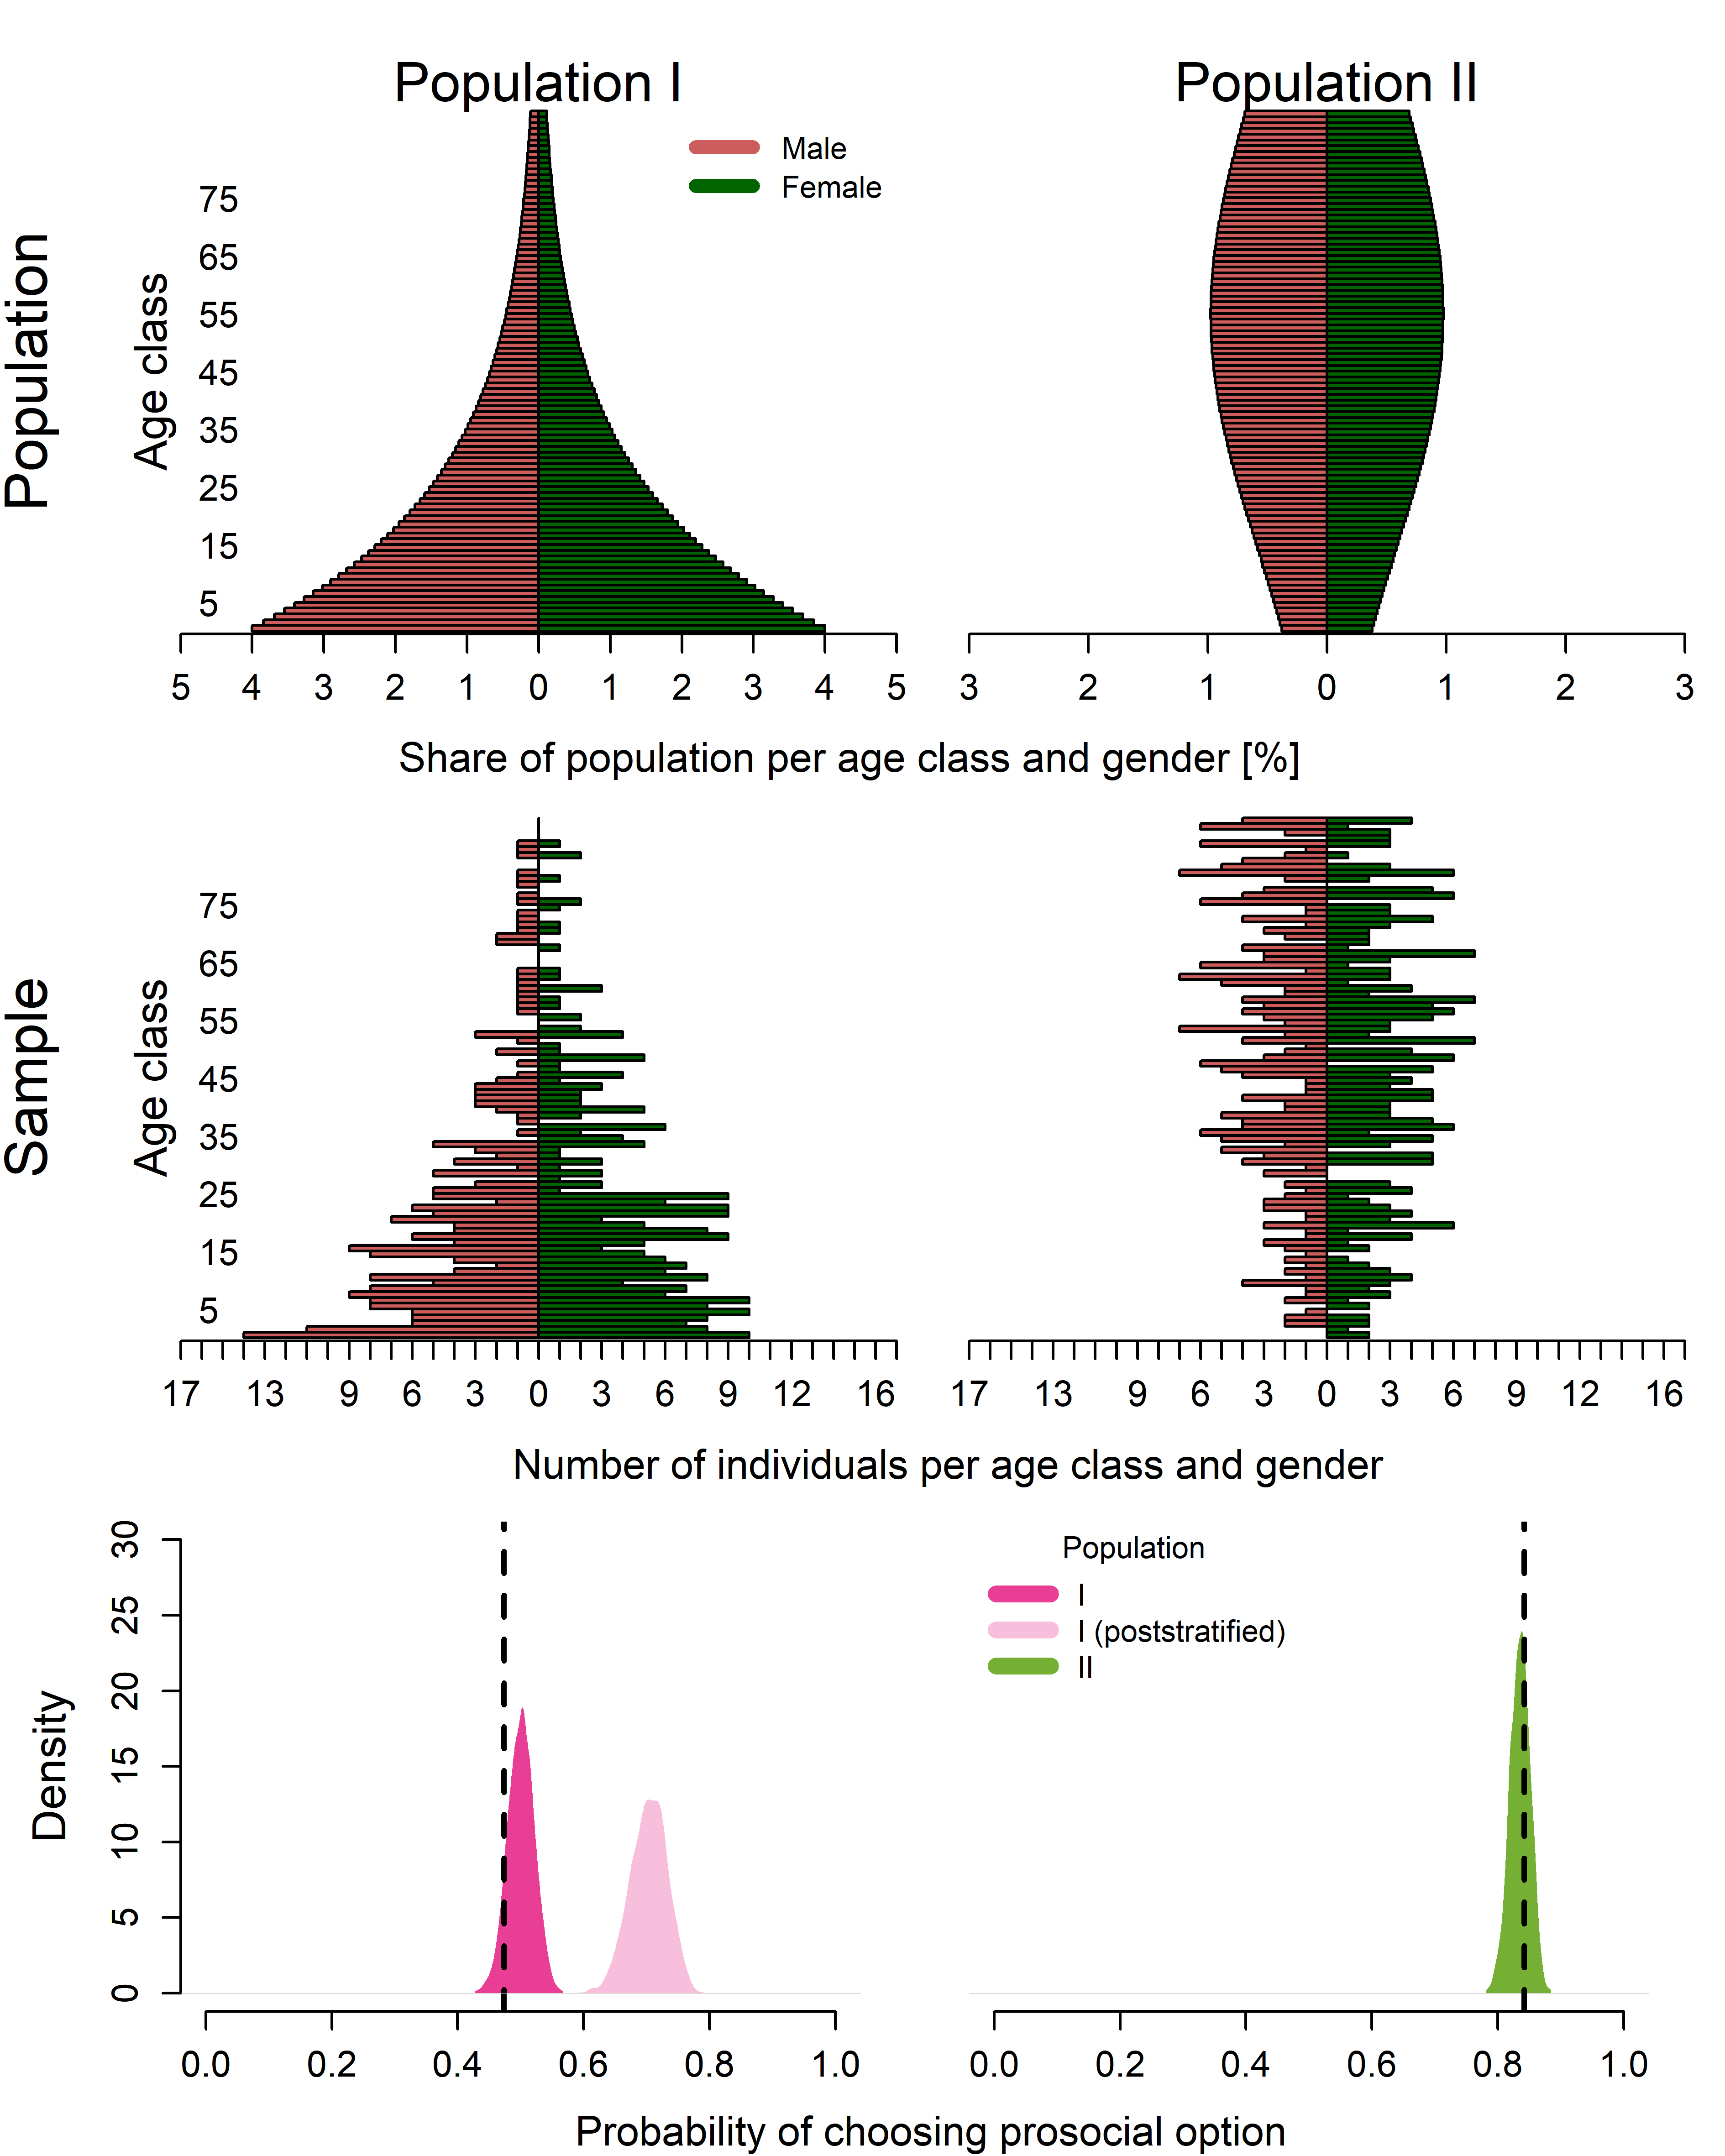 Population I
Population II
Male
Female
Population
Age class
75
65
55
45
35
25
15
5
5 4 3 2 1 0 1 2 3 4 5
3 2 1 0 1 2 3
Share of population per age class and gender [%]
Sample
Age class
75
65
55
45
35
25
15
5
17 13 9 6 3 0 3 6 9 12 16
17 13 9 6 3 0 3 6 9 12 16
Number of individuals per age class and gender
Density
30
25
20
15
10
5
0
Population
I
I (poststratified)
II
0.0 0.2 0.4 0.6 0.8 1.0
0.0 0.2 0.4 0.6 0.8 1.0
Probability of choosing prosocial option